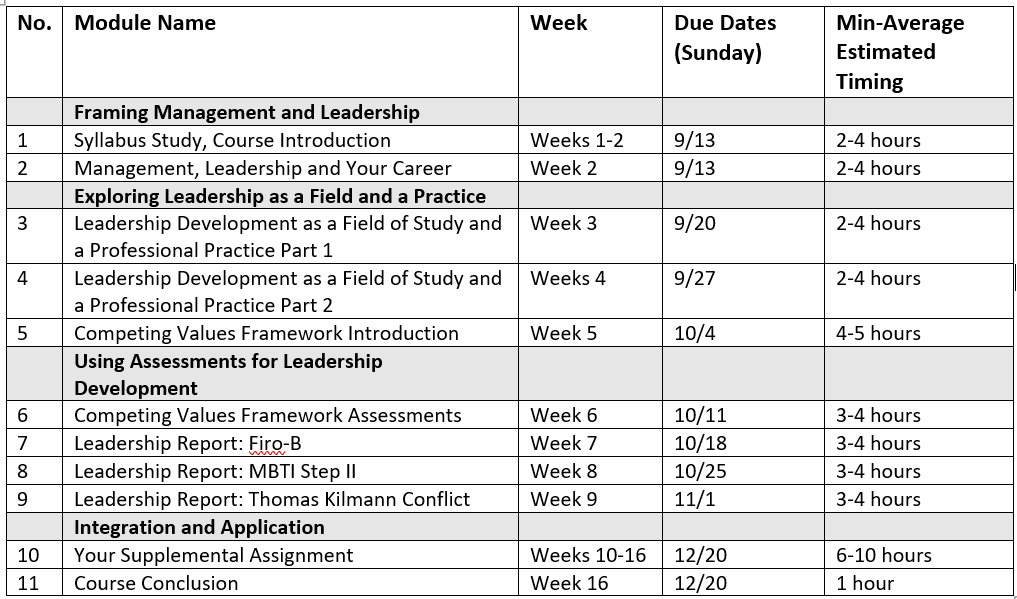 No. Module Name Week Due Dates (Sunday) Min-Average Estimated Timing
Framing Management and Leadership
1 Syllabus Study, Course Introduction Weeks 1-2 9/13 2-4 hours
2 Management, Leadership and Your Career Week 2 9/13 2-4 hours
Exploring Leadership as a Field and a Practice
3 Leadership Development as a Field of Study and a Professional Practice Part 1 Week 3 9/20 2-4 hours
4 Leadership Development as a Field of Study and a Professional Practice Part 2 Weeks 4 9/27 2-4 hours
5 Competing Values Framework Introduction Week 5 10/4 4-5 hours
Using Assessments for Leadership Development
6 Competing Values Framework Assessments Week 6 10/11 3-4 hours
7 Leadership Report: Firo-B Week 7 10/18 3-4 hours
8 Leadership Report: MBTI Step II Week 8 10/25 3-4 hours
9 Leadership Report: Thomas Kilmann Conflict Week 9 11/1 3-4 hours
Integration and Application
10 Your Supplemental Assignment Weeks 10-16 12/20 6-10 hours
11 Course Conclusion Week 16 12/20 1 hour